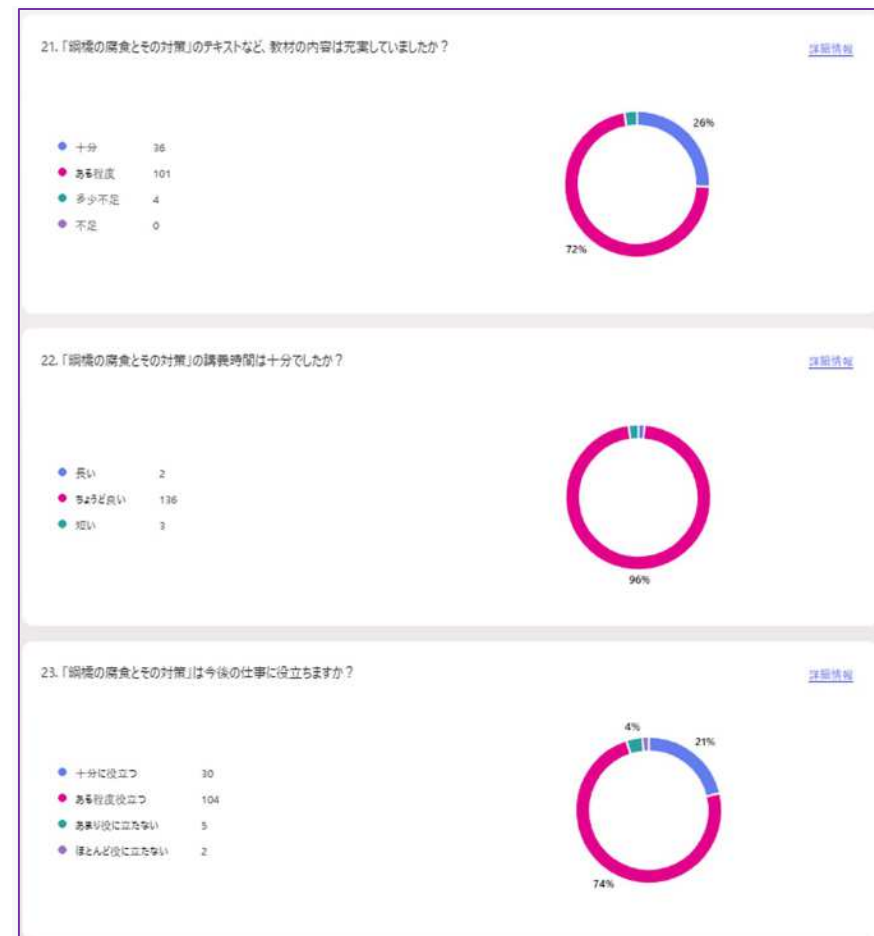 21. 「鋼橋の腐食とその対策」のテキストなど、教材の内容は充実していましたか？
詳細情報
十分 36
ある程度 101
多少不足 4
不足 0
26%
72%
22. 「鋼橋の腐食とその対策」の講義時間は十分でしたか？
詳細情報
長い 2
ちょうど良い 136
短い 3
96%
23. 「鋼橋の腐食とその対策」は今後の仕事に役立ちますか？
詳細情報
十分に役立つ 30
ある程度役立つ 104
あまり役に立たない 5
ほとんど役に立たない 2
4%
21%
74%